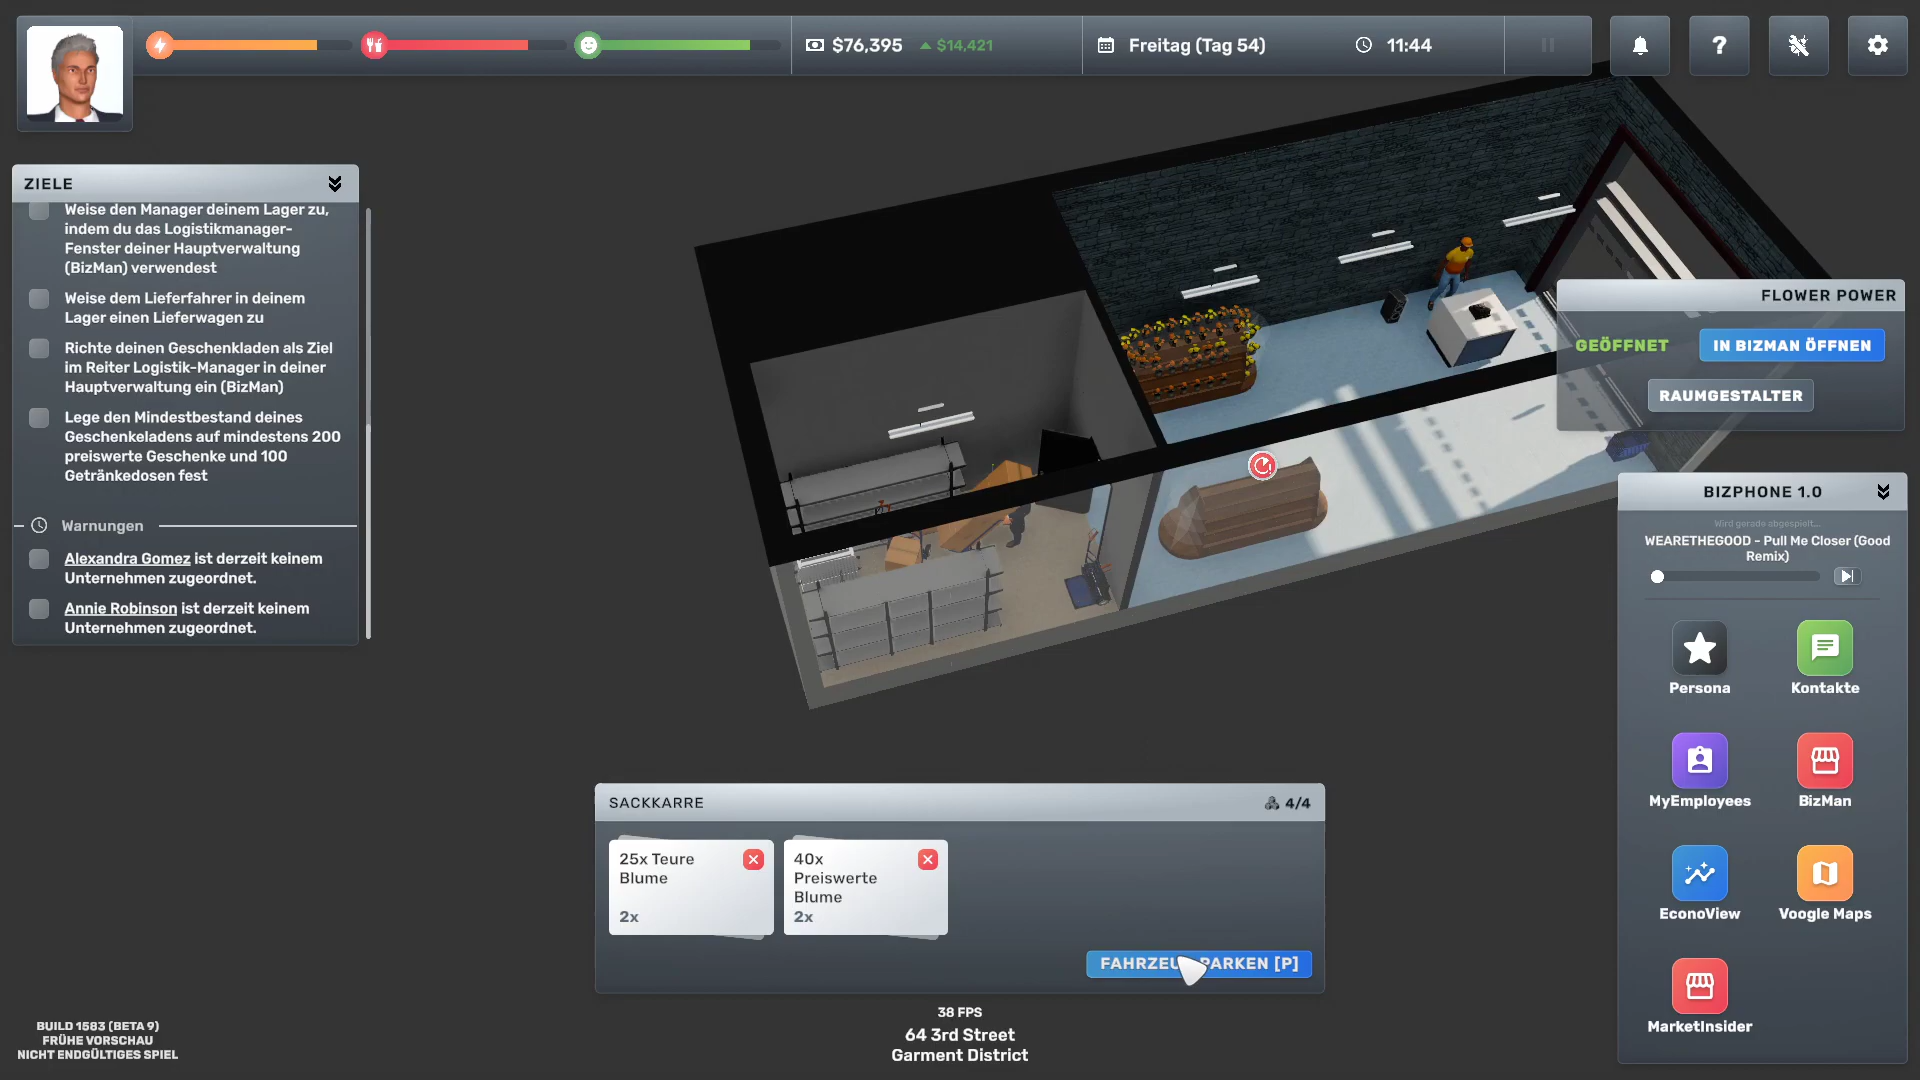 $76,395
$14,421
Freitag (Tag 54)
11:44
?
ZIELE
Weise den Manager deinem Lager zu,
indem du das Logistikmanager-
Fenster deiner Hauptverwaltung
(BizMan) verwendest
Weise dem Lieferfahrer in deinem
Lager einen Lieferwagen zu
Richte deinen Geschenkladen als Ziel
im Reiter Logistik-Manager in deiner
Hauptverwaltung ein (BizMan)
Lege den Mindestbestand deines
Geschenkeladens auf mindestens 200
preiswerte Geschenke und 100
Getränkedosen fest
Warnungen
Alexandra Gomez ist derzeit keinem
Unternehmen zugeordnet.
Annie Robinson ist derzeit keinem
Unternehmen zugeordnet.
FLOWER POWER
GEÖFFNET
IN BIZMAN ÖFFNEN
RAUMGESTALTER
BIZPHONE 1.0
Wird gerade abgespielt...
WEARETHEGOOD - Pull Me Closer (Good
Remix)
Persona
Kontakte
MyEmployees
BizMan
EconoView
Voogle Maps
MarketInsider
SACKKARRE
4/4
25x Teure
Blume
2x
40x
Preiswerte
Blume
2x
PARKEN [P]
38 FPS
64 3rd Street
Garment District
BUILD 1583 (BETA 9)
FRÜHE VORSCHAU
NICHT ENDGÜLTIGES SPIEL